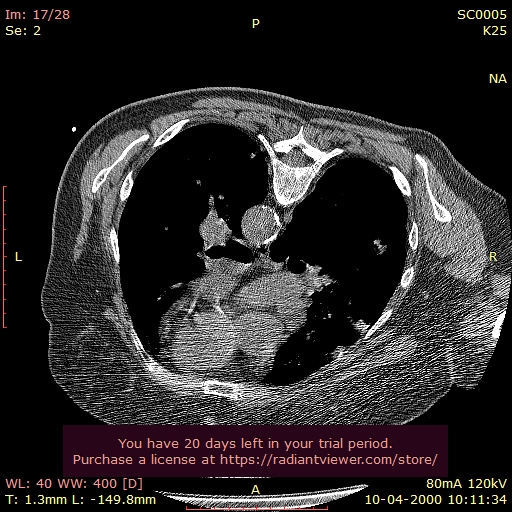 Im: 17/28
Se: 2
P
SC0005
K25
NA
L
R
You have 20 days left in your trial period.
Purchase a license at https://radiantviewer.com/store/
WL: 40 WW: 400 [D]
T: 1.3mm L: -149.8mm
A
80mA 120kV
10-04-2000 10:11:34